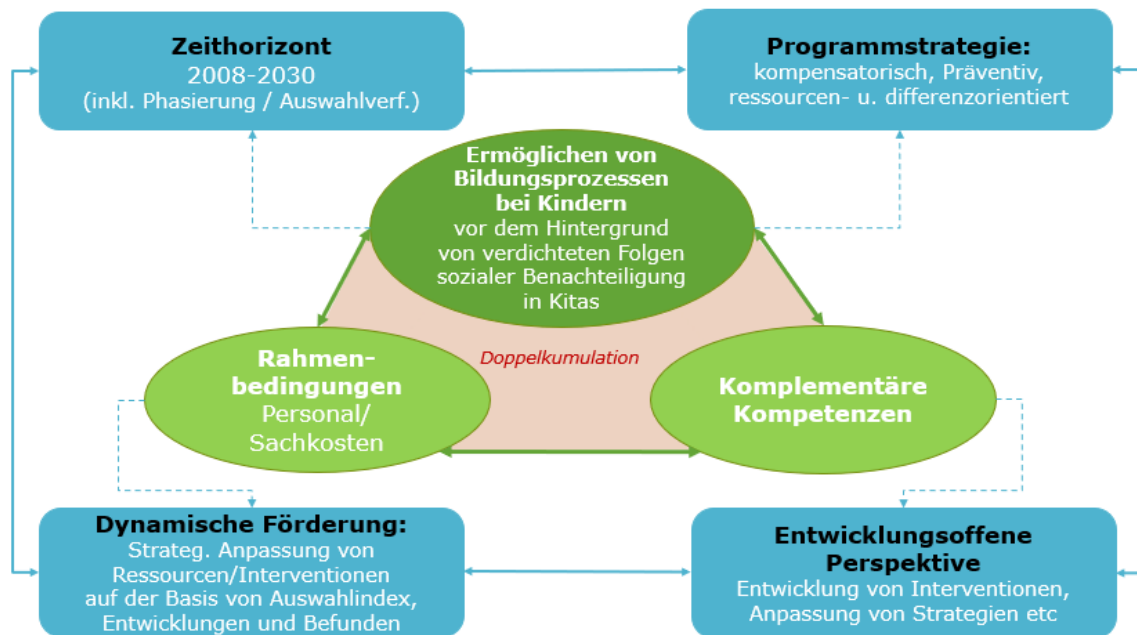 Zeithorizont
2008-2030
(inkl. Phasierung / Auswahlverf.)
Programmstrategie:
kompensatorisch, Präventiv,
ressourcen- u. differenzorientiert
Ermöglichen von
Bildungsprozessen
bei Kindern
vor dem Hintergrund
von verdichteten Folgen
sozialer Benachteiligung
in Kitas
Doppelkumulation
Rahmen-
bedingungen
Personal/
Sachkosten
Komplementäre
Kompetenzen
Dynamische Förderung:
Strateg. Anpassung von
Ressourcen/Interventionen
auf der Basis von Auswahlindex,
Entwicklungen und Befunden
Entwicklungsoffene
Perspektive
Entwicklung von Interventionen,
Anpassung von Strategien etc